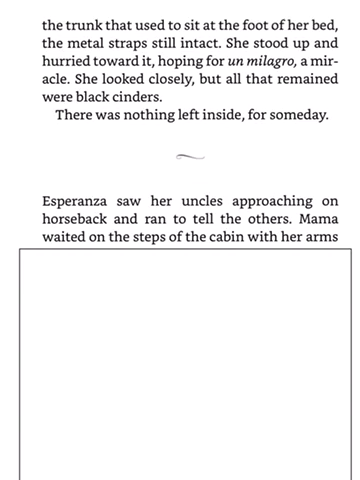 the trunk that used to sit at the foot of her bed,
the metal straps still intact. She stood up and
hurried toward it, hoping for un milagro, a mir-
acle. She looked closely, but all that remained
were black cinders.
There was nothing left inside, for someday.
Esperanza saw her uncles approaching on
horseback and ran to tell the others. Mama
waited on the steps of the cabin with her arms